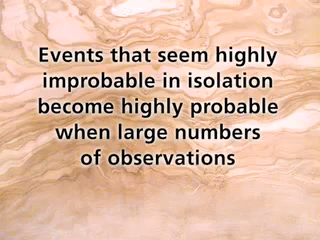 Events that seem highly
improbable in isolation
become highly probable
when large numbers
of observations